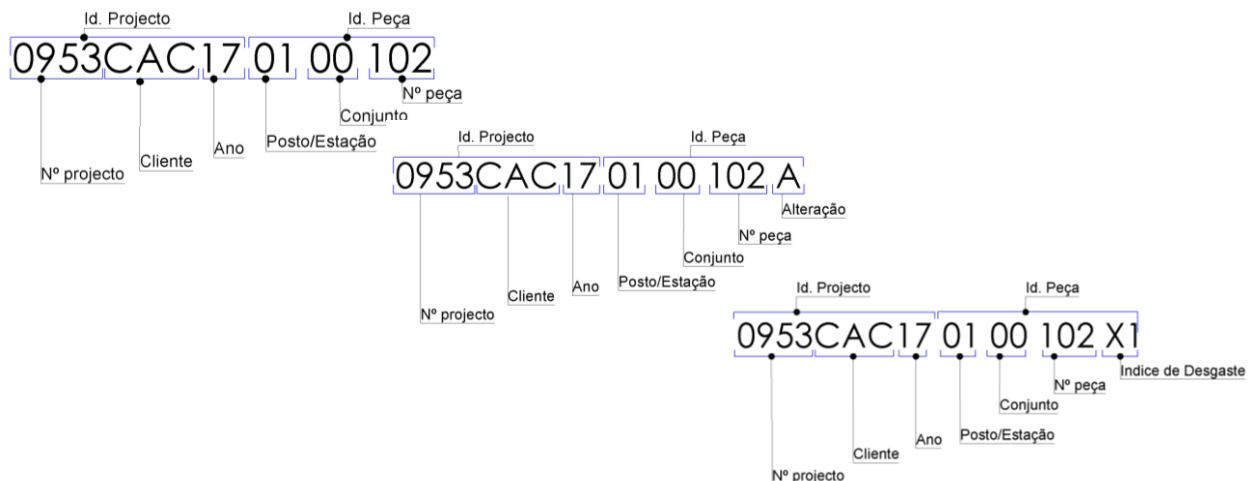 Id. Projecto Id. Peça
0953CAC17 01 00 102
Nº peça
Conjunto
Posto/Estação
Ano
Cliente
Nº projecto
Id. Projecto Id. Peça
0953CAC17 01 00 102 A
Alteração
Nº peça
Conjunto
Posto/Estação
Ano
Cliente
Nº projecto
Id. Projecto Id. Peça
0953CAC17 01 00 102 X1
Indice de Desgaste
Nº peça
Conjunto
Posto/Estação
Ano
Cliente
Nº projecto